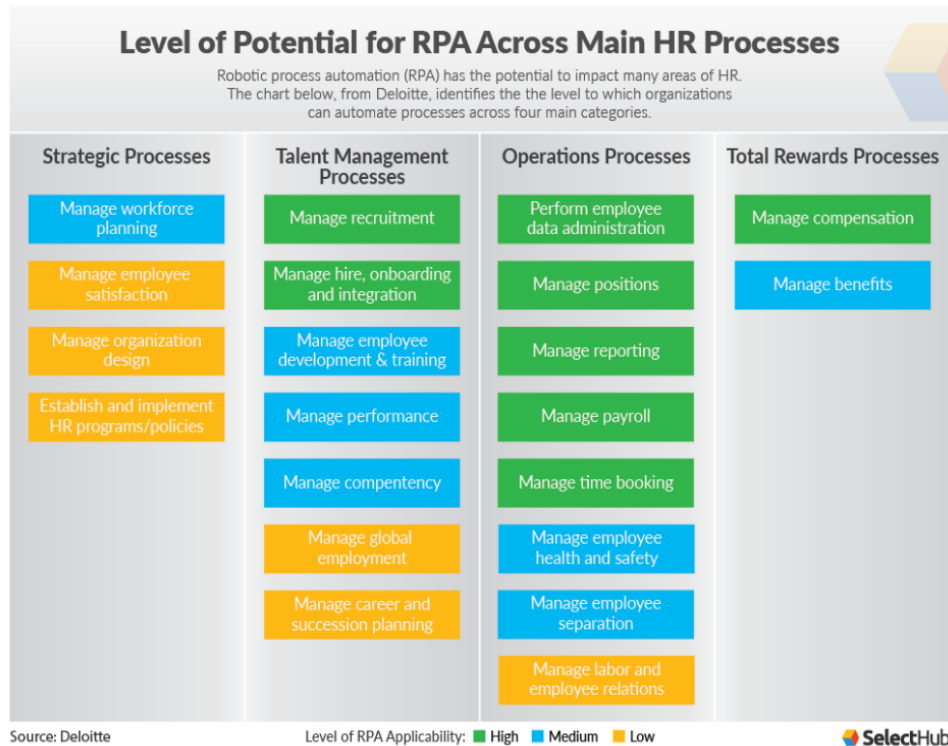 Level of Potential for RPA Across Main HR Processes
Robotic process automation (RPA) has the potential to impact many areas of HR.
The chart below, from Deloitte, identifies the the level to which organizations
can automate processes across four main categories.
Strategic Processes
Manage workforce
planning
Manage employee
satisfaction
Manage organization
design
Establish and implement
HR programs/policies
Talent Management
Processes
Manage recruitment
Manage hire, onboarding
and integration
Manage employee
development & training
Manage performance
Manage compentency
Manage global
employment
Manage career and
succession planning
Operations Processes
Perform employee
data administration
Manage positions
Manage reporting
Manage payroll
Manage time booking
Manage employee
health and safety
Manage employee
separation
Manage labor and
employee relations
Total Rewards Processes
Manage compensation
Manage benefits
Source: Deloitte
Level of RPA Applicability: High Medium Low
SelectHub